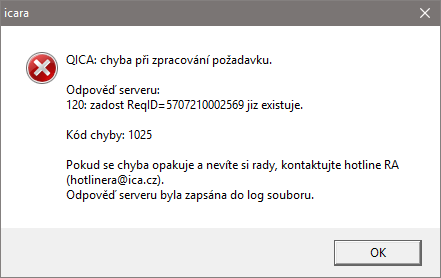 icara
QICA: chyba při zpracování požadavku.
Odpověď serveru:
120: zadost ReqID=5707210002569 jiz existuje.
Kód chyby: 1025
Pokud se chyba opakuje a nevíte si rady, kontaktujte hotline RA
(hotlinera@ica.cz).
Odpověď serveru byla zapsána do log souboru.
OK